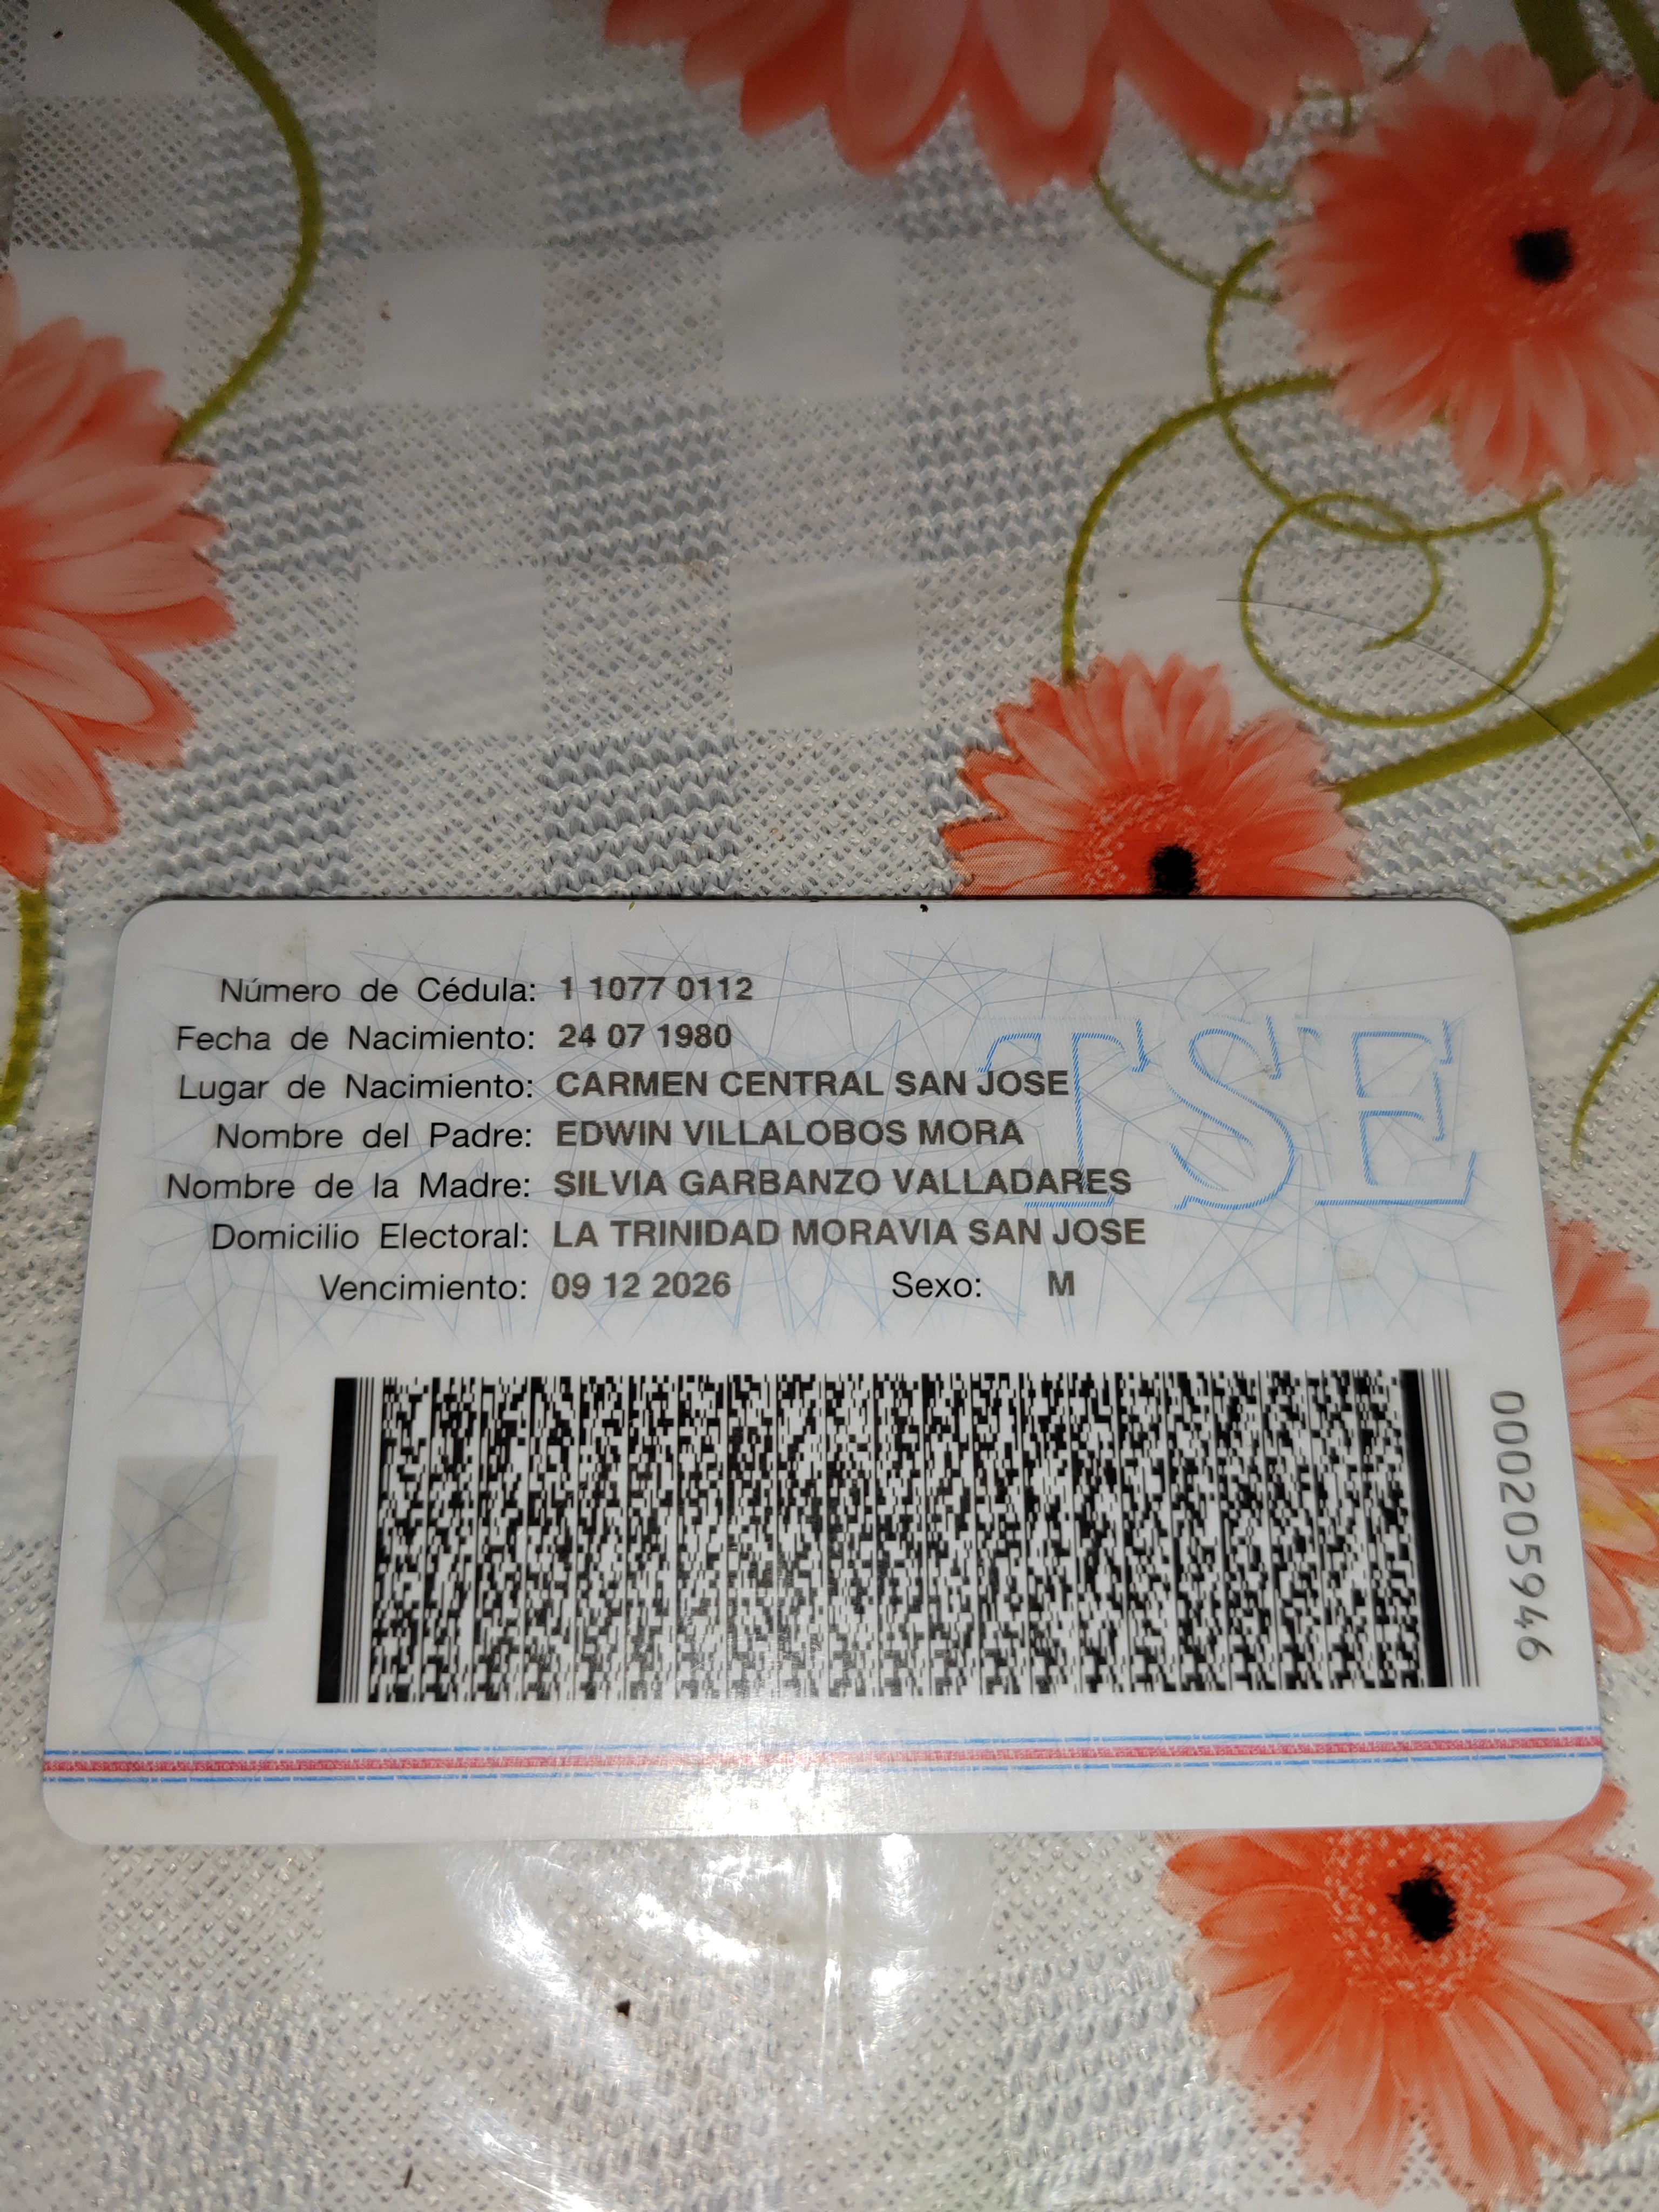 Número de Cédula: 1 1077 0112
Fecha de Nacimiento: 24 07 1980
Lugar de Nacimiento: CARMEN CENTRAL SAN JOSE
Nombre del Padre: EDWIN VILLALOBOS MORA
Nombre de la Madre: SILVIA GARBANZO VALLADARES
Domicilio Electoral: LA TRINIDAD MORAVIA SAN JOSE
Vencimiento: 09 12 2026 Sexo: M
TSE
000205946